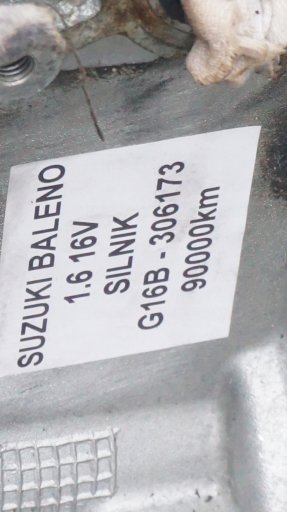 SUZUKI BALENO
1.6 16V
SILNIK
G16B - 306173
90000km